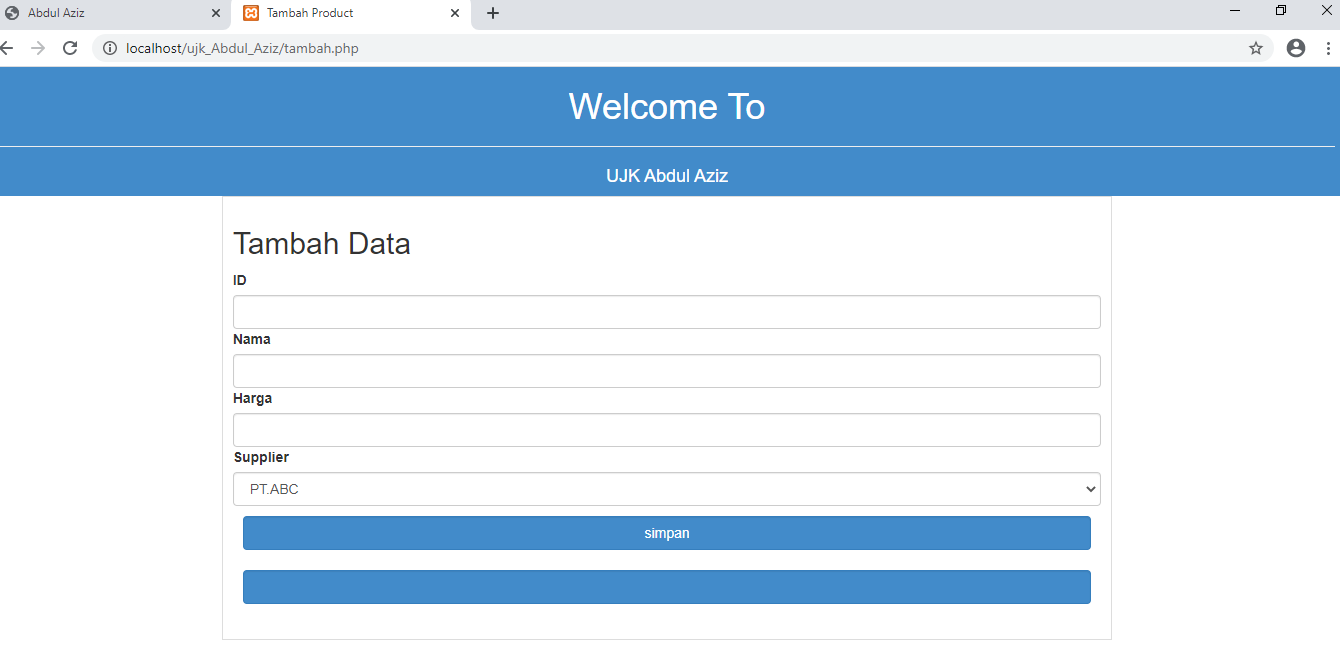 Abdul Aziz
Tambah Product
localhost/ujk_Abdul_Aziz/tambah.php
Welcome To
UJK Abdul Aziz
Tambah Data
ID
Nama
Harga
Supplier
PT.ABC
simpan